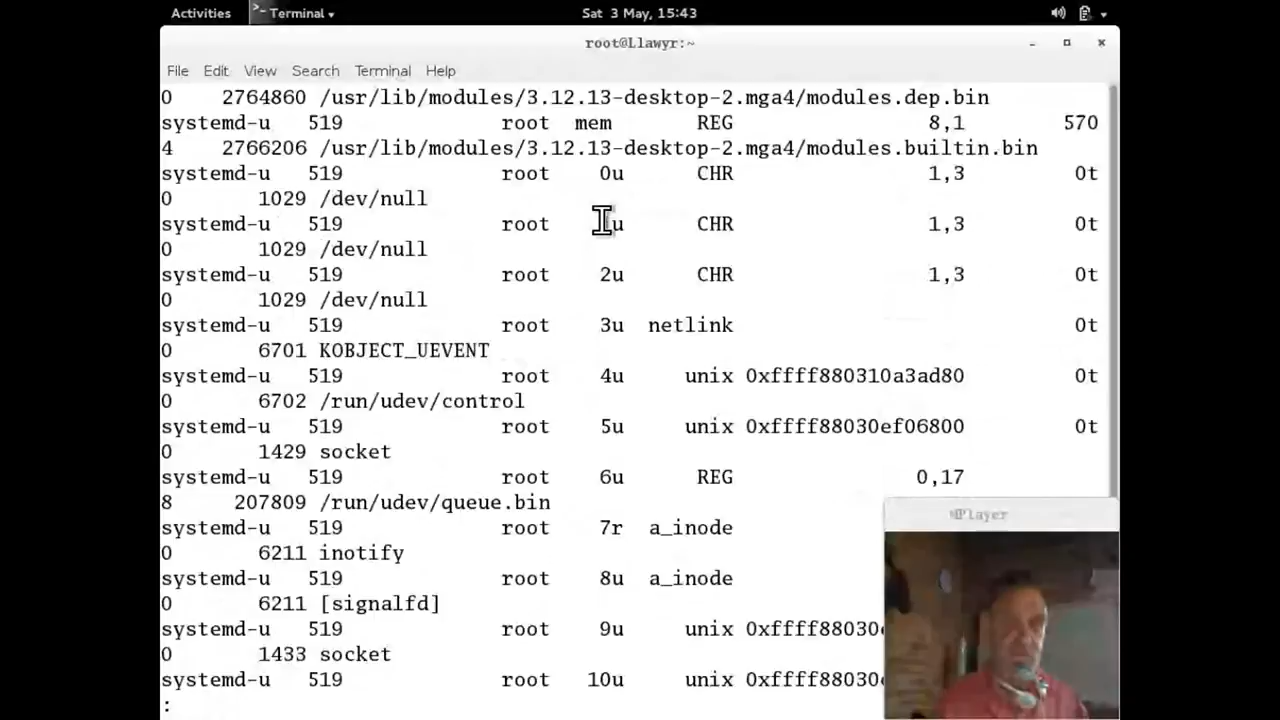 Activities Terminal Sat 3 May, 15:43
root@Llawyr:~
File Edit View Search Terminal Help
0 2764860 /usr/lib/modules/3.12.13-desktop-2.mga4/modules.dep.bin
systemd-u 519 root mem REG 8,1 570
4 2766206 /usr/lib/modules/3.12.13-desktop-2.mga4/modules.builtin.bin
systemd-u 519 root 0u CHR 1,3 0t
0 1029 /dev/null
systemd-u 519 root u CHR 1,3 0t
0 1029 /dev/null
systemd-u 519 root 2u CHR 1,3 0t
0 1029 /dev/null
systemd-u 519 root 3u netlink 0t
0 6701 KOBJECT_UEVENT
systemd-u 519 root 4u unix 0xffff880310a3ad80 0t
0 6702 /run/udev/control
systemd-u 519 root 5u unix 0xffff88030ef06800 0t
0 1429 socket
systemd-u 519 root 6u REG 0,17
8 207809 /run/udev/queue.bin
MPlayer
systemd-u 519 root 7r a_inode
0 6211 inotify
systemd-u 519 root 8u a_inode
0 6211 [signalfd]
systemd-u 519 root 9u unix 0xffff88030
0 1433 socket
systemd-u 519 root 10u unix 0xffff88030
: